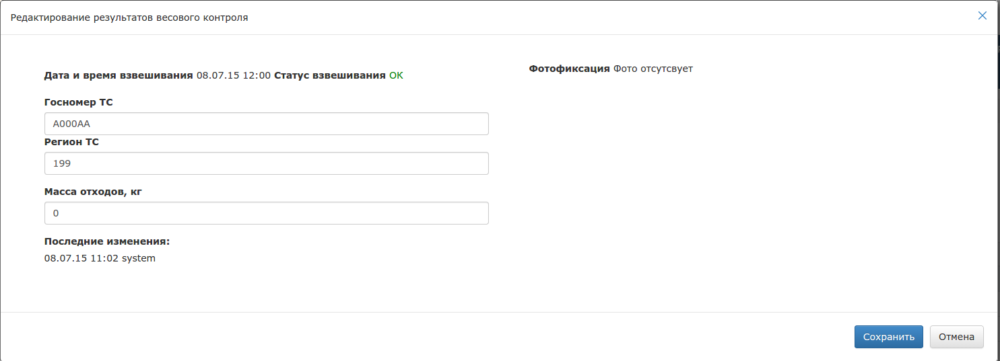 Редактирование результатов весового контроля
Дата и время взвешивания 08.07.15 12:00 Статус взвешивания OK
Фотофиксация Фото отсутсвует
Госномер ТС
A000AA
Регион ТС
199
Масса отходов, кг
0
Последние изменения:
08.07.15 11:02 system
Сохранить
Отмена